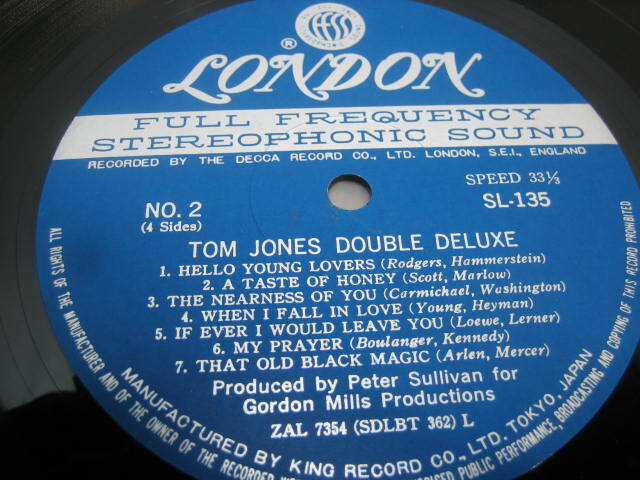 ffss
®
LONDON
FULL FREQUENCY
STEREOPHONIC SOUND
RECORDED BY THE DECCA RECORD CO., LTD. LONDON, S.E.I., ENGLAND
SPEED 33⅓
NO. 2
SL-135
(4 Sides)
TOM JONES DOUBLE DELUXE
1. HELLO YOUNG LOVERS (Rodgers, Hammerstein)
2. A TASTE OF HONEY (Scott, Marlow)
3. THE NEARNESS OF YOU (Carmichael, Washington)
4. WHEN I FALL IN LOVE (Young, Heyman)
5. IF EVER I WOULD LEAVE YOU (Loewe, Lerner)
6. MY PRAYER (Boulanger, Kennedy)
7. THAT OLD BLACK MAGIC (Arlen, Mercer)
Produced by Peter Sullivan for
Gordon Mills Productions
ZAL 7354 (SDLBT 362) L
MANUFACTURED BY KING RECORD CO., LTD. TOKYO, JAPAN
ALL RIGHTS OF THE MANUFACTURER AND OF THE OWNER OF THE RECORDED PUBLIC PERFORMANCE, BROADCASTING AND COPYING OF THIS RECORD PROHIBITED